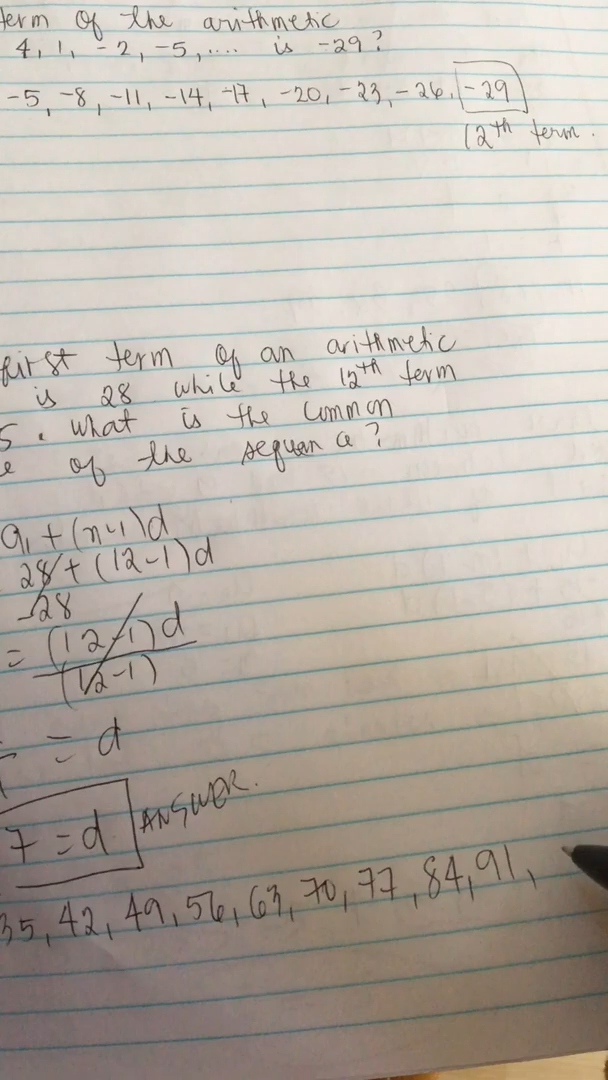 term of the arithmetic
4, 1, -2, -5, .... is -29?
-5, -8, -11, -14, -17, -20, -23, -26, -29
12th term.
first term of an arithmetic
is 28 while the 12th term
5. what is the common
e of the sequence?
a1 + (n-1)d
28 + (12-1)d
-28
= (12-1)d
(12-1)
= d
7 = d ANSWER.
35, 42, 49, 56, 63, 70, 77, 84, 91,